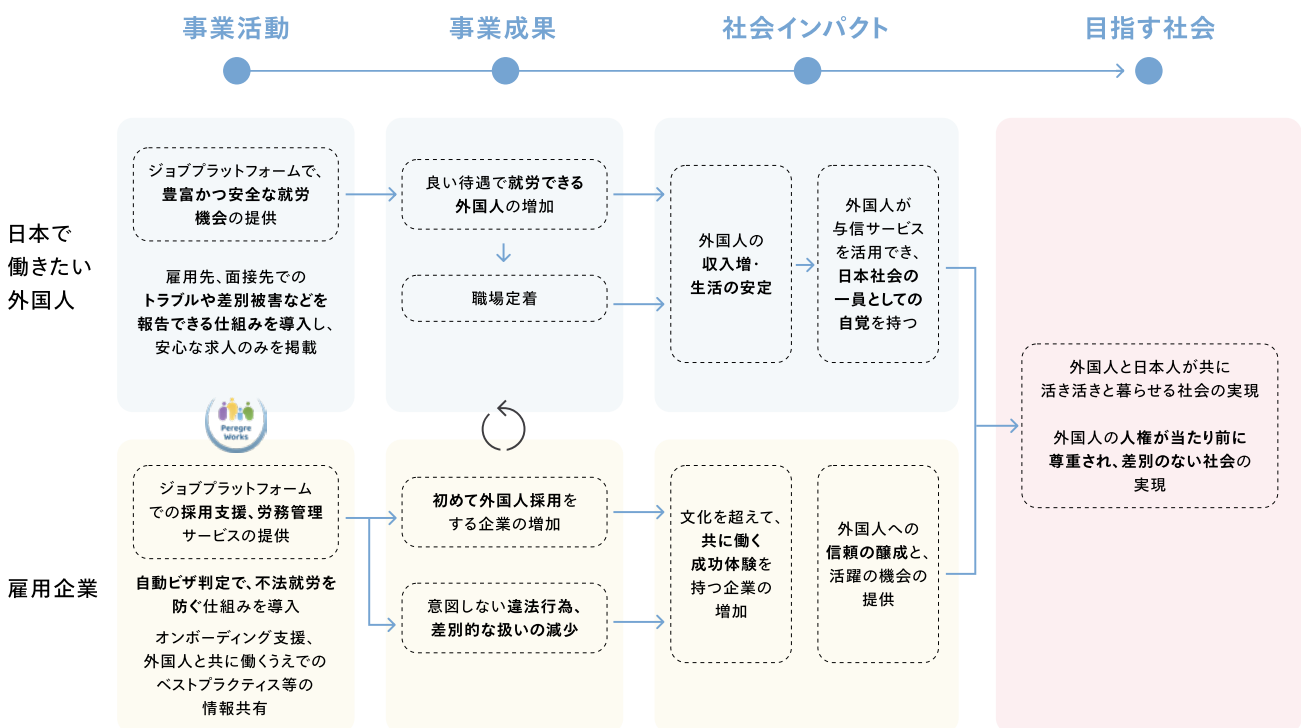 事業活動
事業成果
社会インパクト
目指す社会
日本で
働きたい
外国人
ジョブプラットフォームで、
豊富かつ安全な就労
機会の提供
雇用先、面接先での
トラブルや差別被害などを
報告できる仕組みを導入し、
安心な求人のみを掲載
良い待遇で就労できる
外国人の増加
職場定着
外国人の
収入増・
生活の安定
外国人が
与信サービス
を活用でき、
日本社会の
一員としての
自覚を持つ
Peregre
Works
雇用企業
ジョブプラットフォーム
での採用支援、労務管理
サービスの提供
自動ビザ判定で、不法就労を
防ぐ仕組みを導入
オンボーディング支援、
外国人と共に働くうえでの
ベストプラクティス等の
情報共有
初めて外国人採用を
する企業の増加
意図しない違法行為、
差別的な扱いの減少
文化を超えて、
共に働く
成功体験を
持つ企業の
増加
外国人への
信頼の醸成と、
活躍の機会の
提供
外国人と日本人が共に
活き活きと暮らせる社会の実現
外国人の人権が当たり前に
尊重され、差別のない社会の
実現